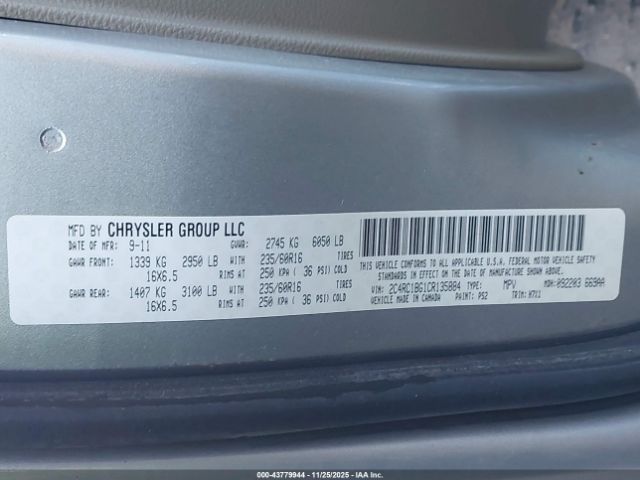 MFD BY CHRYSLER GROUP LLC
DATE OF MFR: 9-11 GVWR: 2745 KG 6050 LB
GAWR FRONT: 1339 KG 2950 LB WITH 235/60R16 TIRES
16X6.5 RIMS AT 250 KPA ( 36 PSI) COLD
GAWR REAR: 1407 KG 3100 LB WITH 235/60R16 TIRES
16X6.5 RIMS AT 250 KPA ( 36 PSI) COLD
THIS VEHICLE CONFORMS TO ALL APPLICABLE U.S.A. FEDERAL MOTOR VEHICLE SAFETY
STANDARDS IN EFFECT ON THE DATE OF MANUFACTURE SHOWN ABOVE.
VIN: 2C4RC1BG1CR135884 TYPE: MPV MDH: 092203 669AA
VEHICLE MADE IN CANADA PAINT: PS2 TRIM: H7X1
000-43779944 - 11/25/2025 - IAA, Inc.